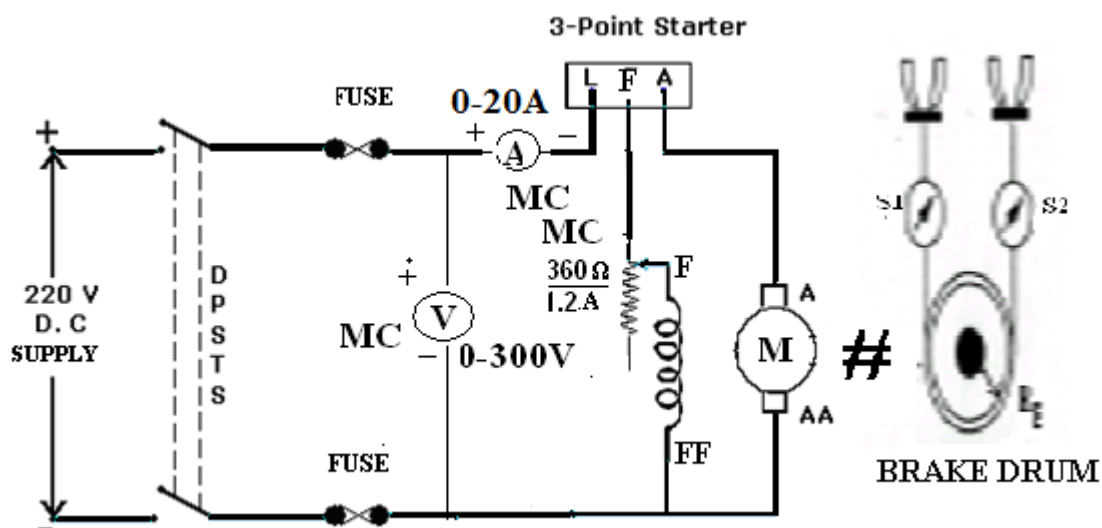 3-Point Starter
L F A
FUSE
0-20A
+
+ A -
MC
MC
S1
S2
360 Ω
1.2 A
F
D
P
S
T
S
220 V
D. C
SUPPLY
+
V
MC
- 0-300V
A
M
#
AA
FUSE
FF
BRAKE DRUM
-